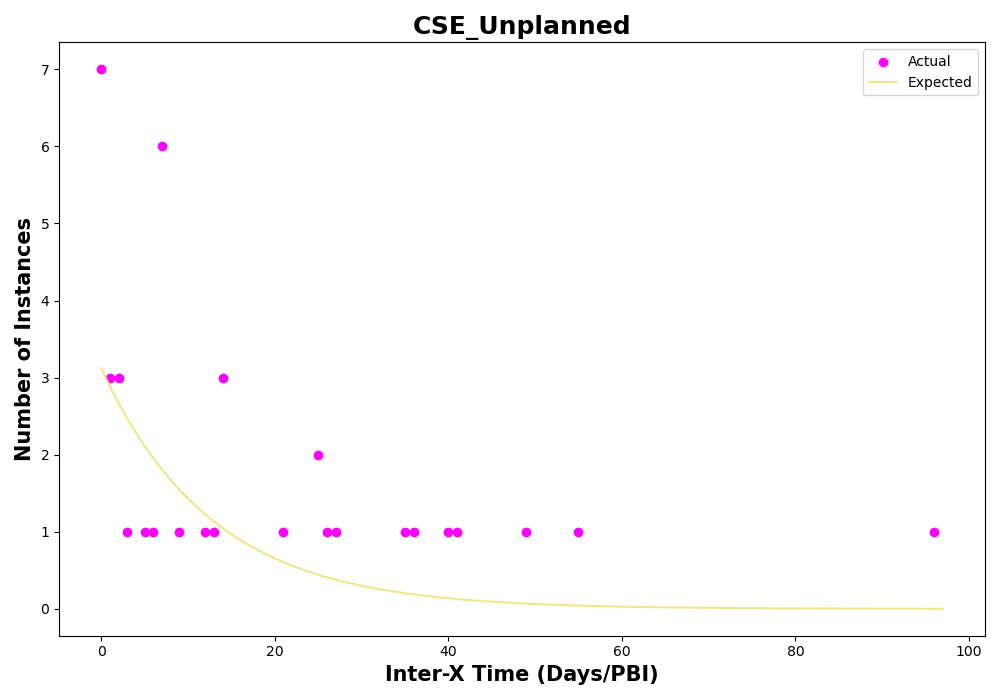 CSE_Unplanned
Actual
Expected
Number of Instances
7
6
5
4
3
2
1
0
0 20 40 60 80 100
Inter-X Time (Days/PBI)